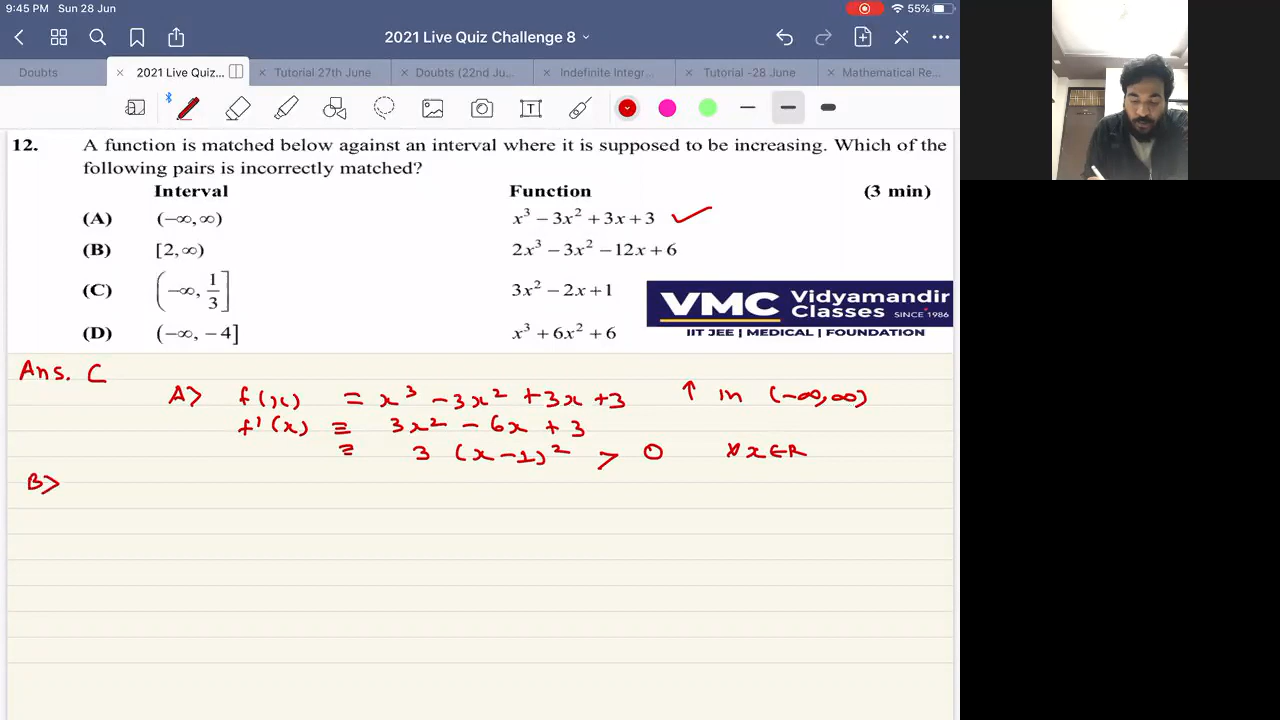 9:45 PM Sun 28 Jun
55%
2021 Live Quiz Challenge 8
Doubts
× 2021 Live Quiz...
× Tutorial 27th June
× Doubts (22nd Ju...
× Indefinite Integr...
× Tutorial -28 June
× Mathematical Re...
12. A function is matched below against an interval where it is supposed to be increasing. Which of the
following pairs is incorrectly matched?
Interval Function (3 min)
(A) (−∞, ∞) x³ − 3x² + 3x + 3 ✓
(B) [2, ∞) 2x³ − 3x² − 12x + 6
(C) (−∞, 1/3] 3x² − 2x + 1
(D) (−∞, − 4] x³ + 6x² + 6
VMC Vidyamandir
Classes SINCE 1986
IIT JEE | MEDICAL | FOUNDATION
Ans. C
A> f(x) = x³ − 3x² + 3x + 3 ↑ in (−∞, ∞)
f'(x) ≡ 3x² − 6x + 3
≡ 3 (x − 1)² > 0 ∀ x ∈ R
B>